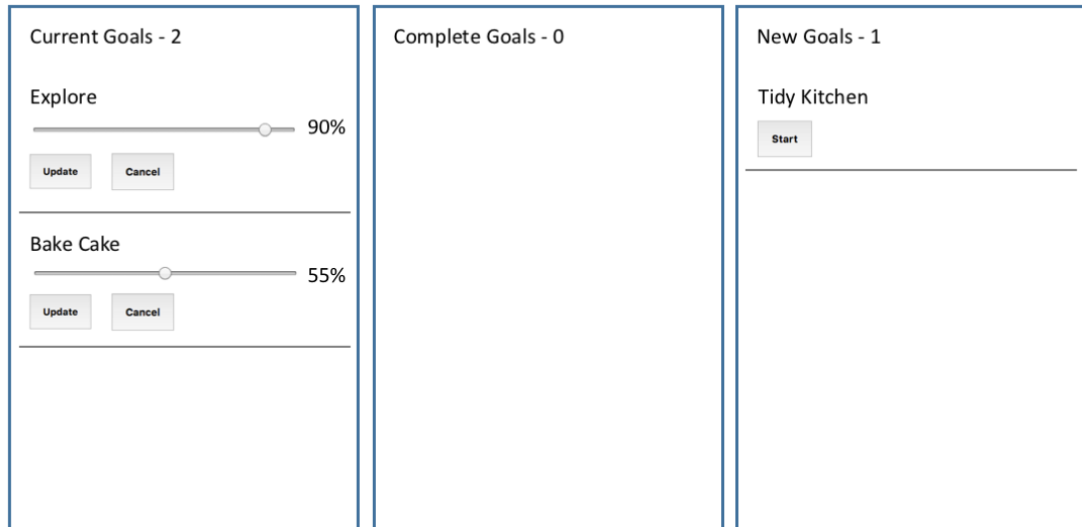 Current Goals - 2
Explore
90%
Update Cancel
Bake Cake
55%
Update Cancel
Complete Goals - 0
New Goals - 1
Tidy Kitchen
Start